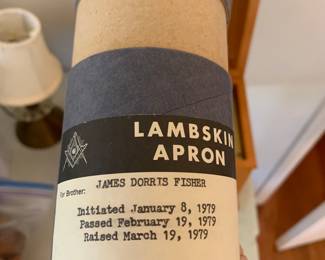 LAMBSKIN
APRON
For Brother:
JAMES DORRIS FISHER
Initiated January 8, 1979
Passed February 19, 1979
Raised March 19, 1979